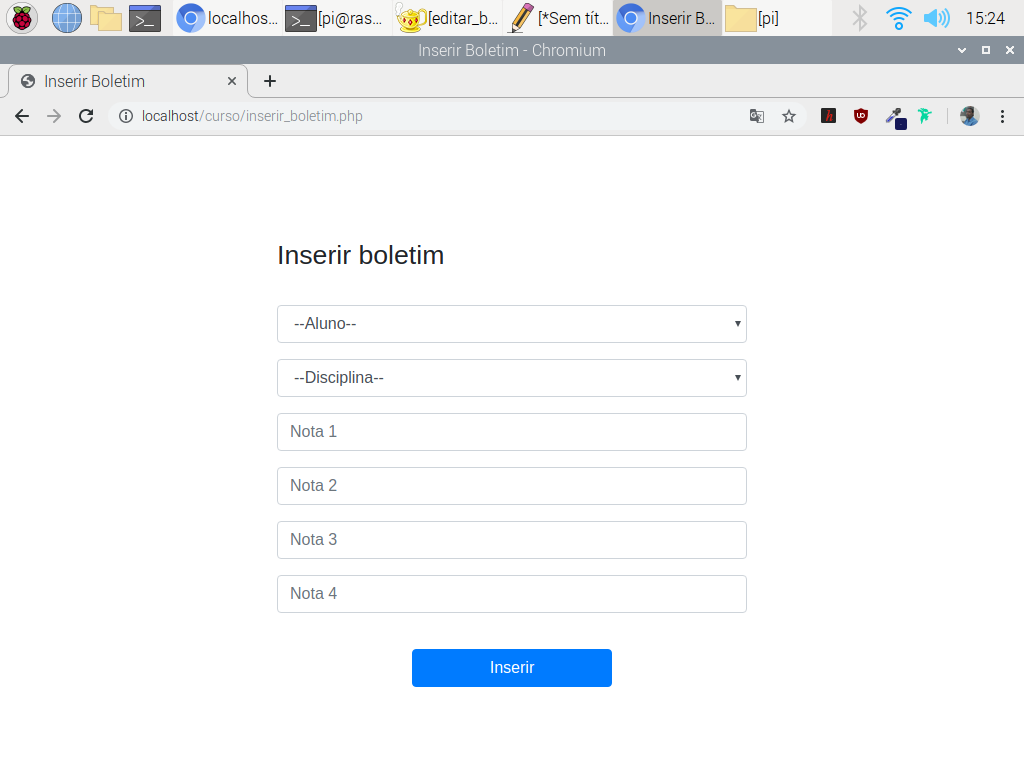 localhos...
[pi@ras...
[editar_b...
[*Sem tít...
Inserir B...
[pi]
15:24
Inserir Boletim - Chromium
Inserir Boletim
localhost/curso/inserir_boletim.php
Inserir boletim
--Aluno--
--Disciplina--
Nota 1
Nota 2
Nota 3
Nota 4
Inserir